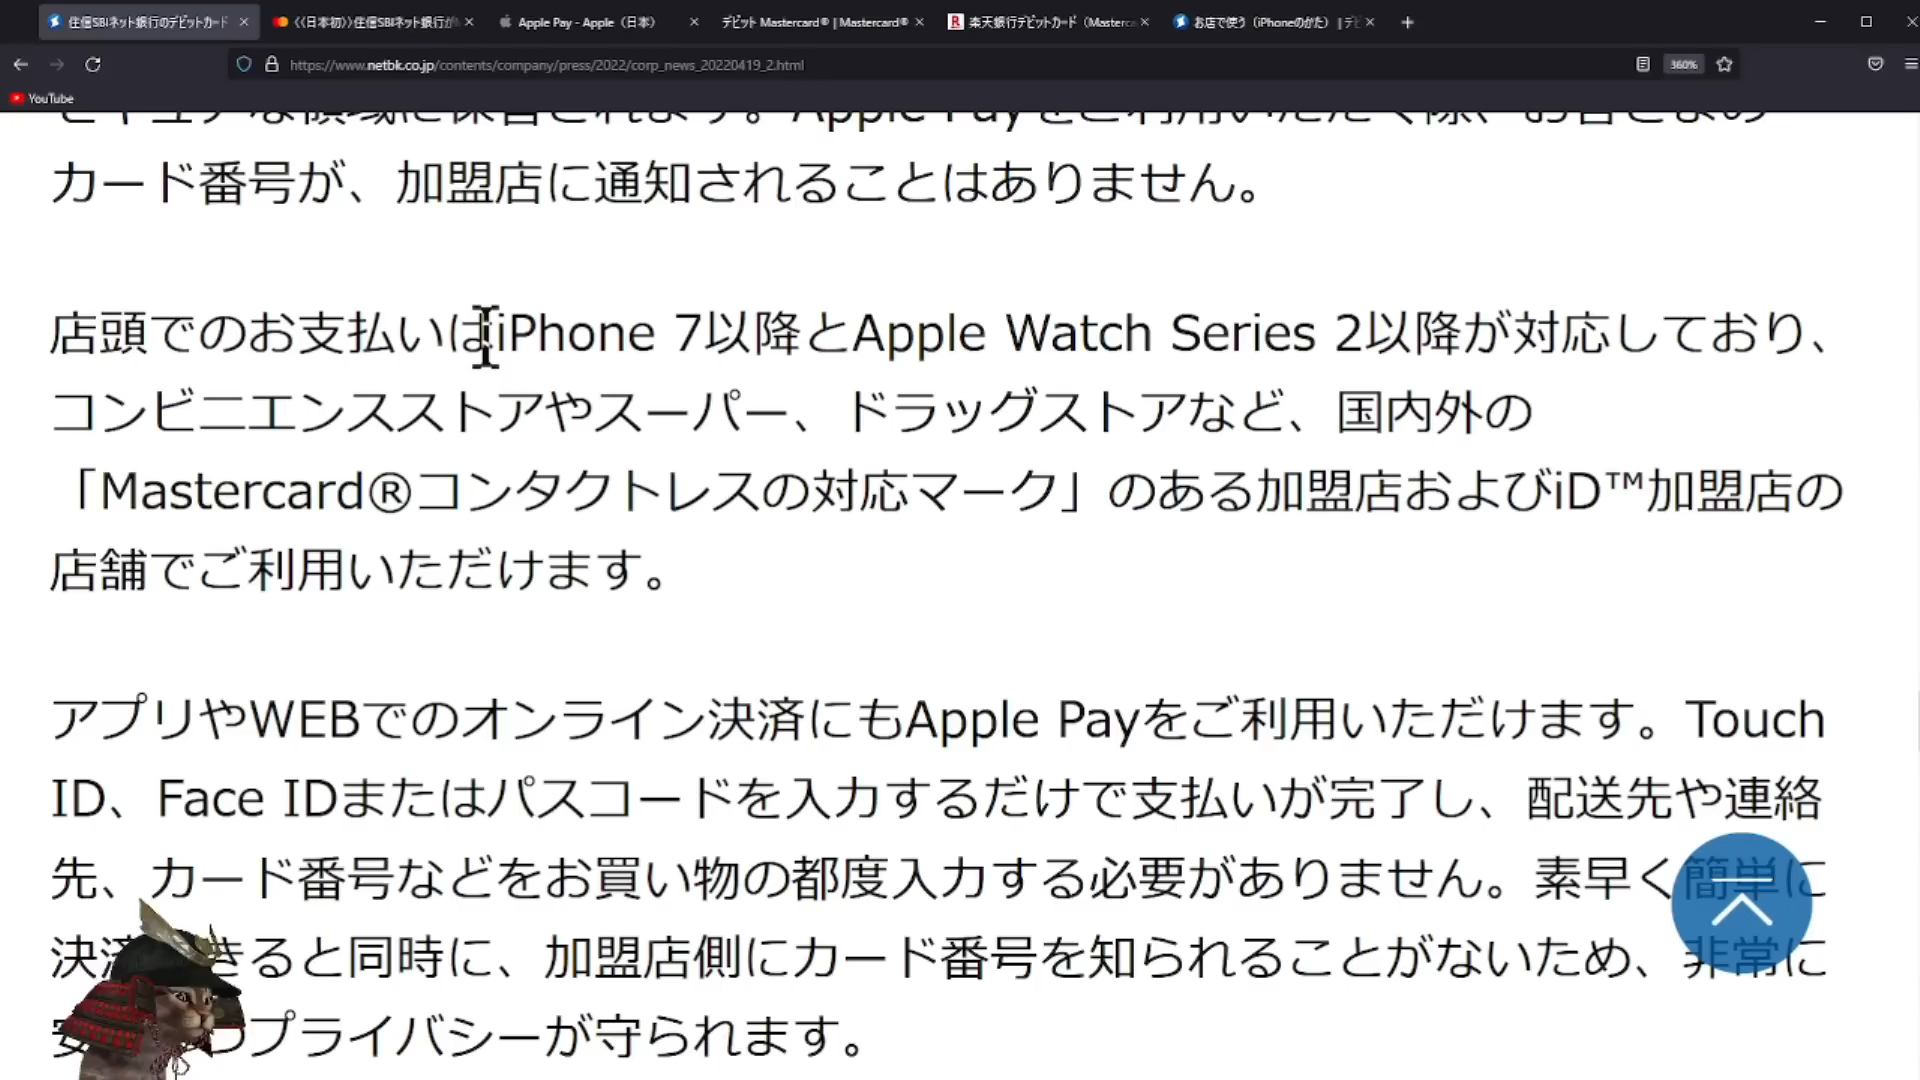 住信SBIネット銀行のデビットカード
《《日本初》》住信SBIネット銀行が
Apple Pay - Apple（日本）
デビット Mastercard® | Mastercard®
楽天銀行デビットカード（Masterc
お店で使う（iPhoneのかた） | デビ
https://www.netbk.co.jp/contents/company/press/2022/corp_news_20220419_2.html
360%
YouTube
カード番号が、加盟店に通知されることはありません。
店頭でのお支払いはiPhone 7以降とApple Watch Series 2以降が対応しており、
コンビニエンスストアやスーパー、ドラッグストアなど、国内外の
「Mastercard®コンタクトレスの対応マーク」のある加盟店およびiD™加盟店の
店舗でご利用いただけます。
アプリやWEBでのオンライン決済にもApple Payをご利用いただけます。Touch
ID、Face IDまたはパスコードを入力するだけで支払いが完了し、配送先や連絡
先、カード番号などをお買い物の都度入力する必要がありません。素早く簡単に
決済できると同時に、加盟店側にカード番号を知られることがないため、非常に
プライバシーが守られます。